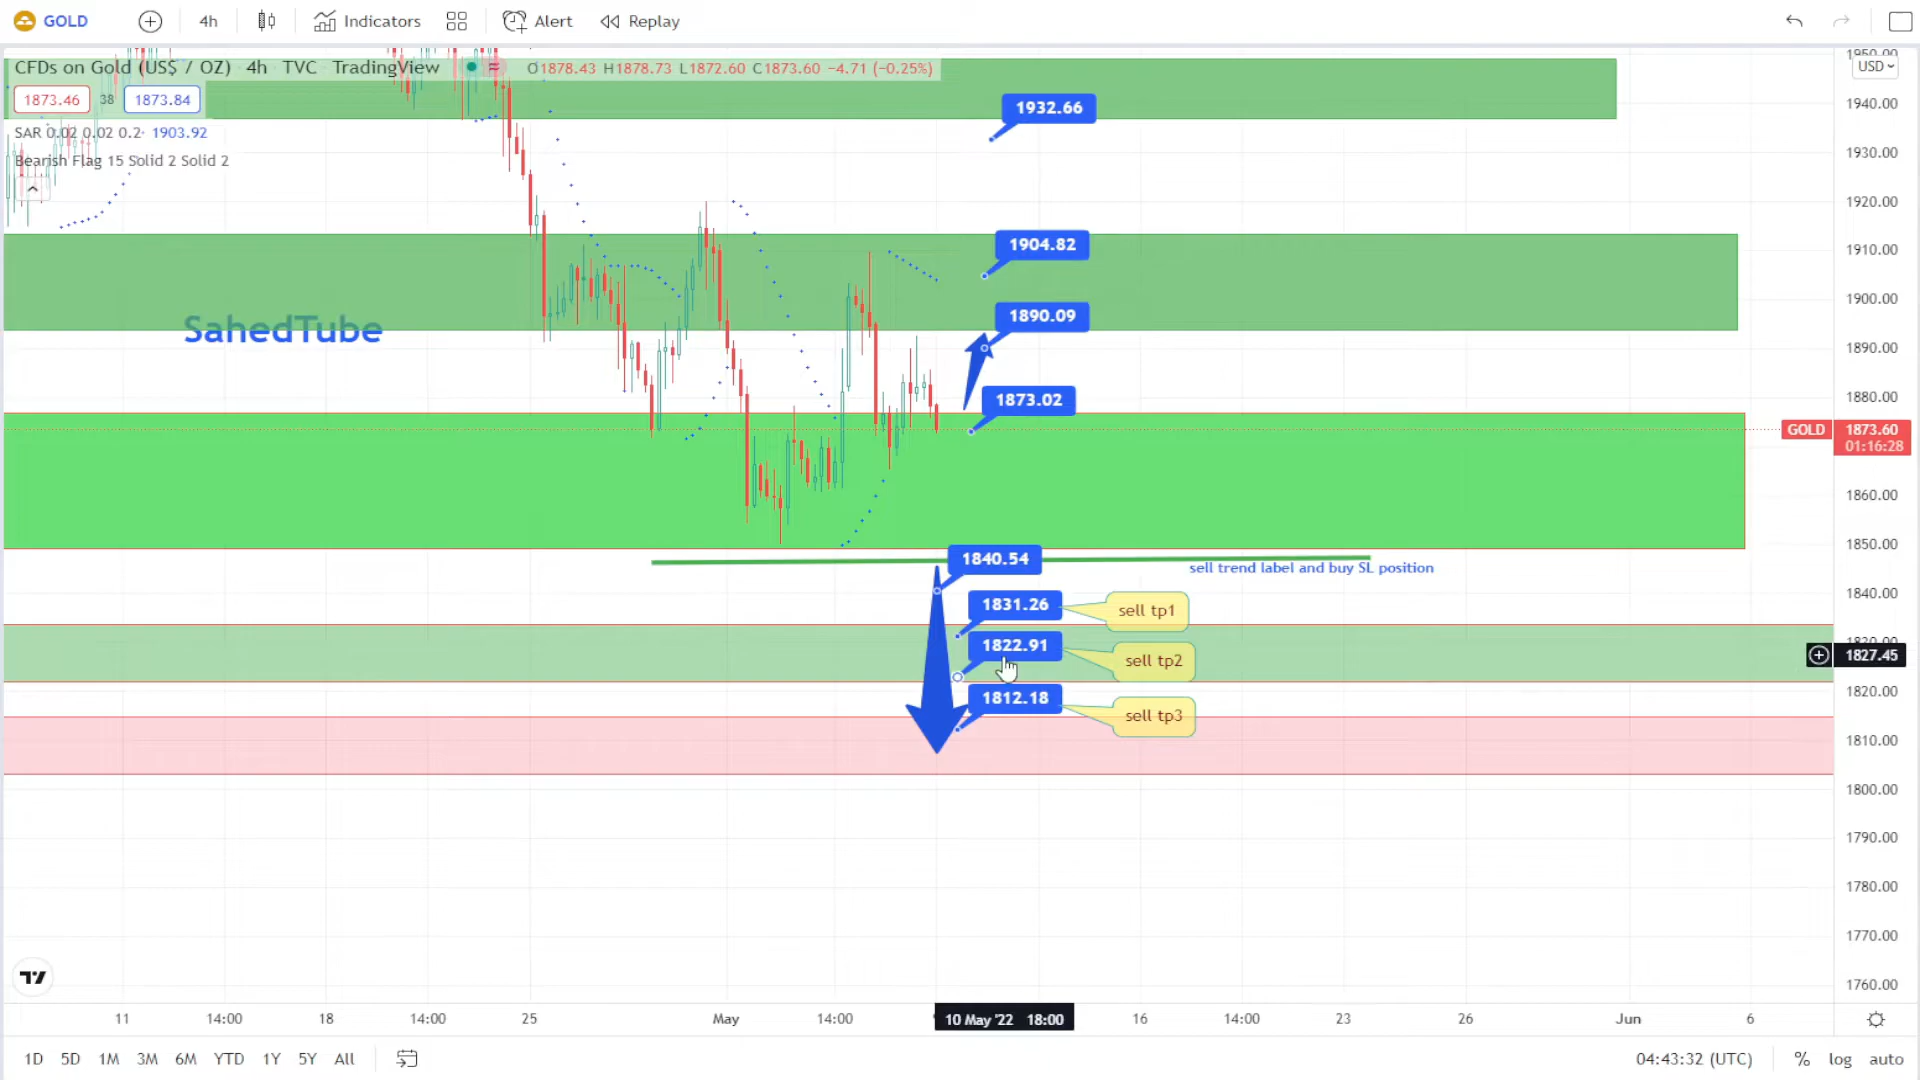 GOLD 4h Indicators Alert Replay
CFDs on Gold (US$ / OZ) · 4h · TVC · TradingView O1878.43 H1878.73 L1872.60 C1873.60 −4.71 (−0.25%)
1873.46 38 1873.84
SAR 0.02 0.02 0.2· 1903.92
Bearish Flag 15 Solid 2 Solid 2
SahedTube
1932.66
1904.82
1890.09
1873.02
1840.54
sell trend label and buy SL position
1831.26
sell tp1
1822.91
sell tp2
1812.18
sell tp3
1950.00
USD
1940.00
1930.00
1920.00
1910.00
1900.00
1890.00
1880.00
GOLD 1873.60
01:16:28
1860.00
1850.00
1840.00
1830.00
1827.45
1820.00
1810.00
1800.00
1790.00
1780.00
1770.00
1760.00
11 14:00 18 14:00 25 May 14:00 10 May '22 18:00 16 14:00 23 26 Jun 6
1D 5D 1M 3M 6M YTD 1Y 5Y All 04:43:32 (UTC) % log auto